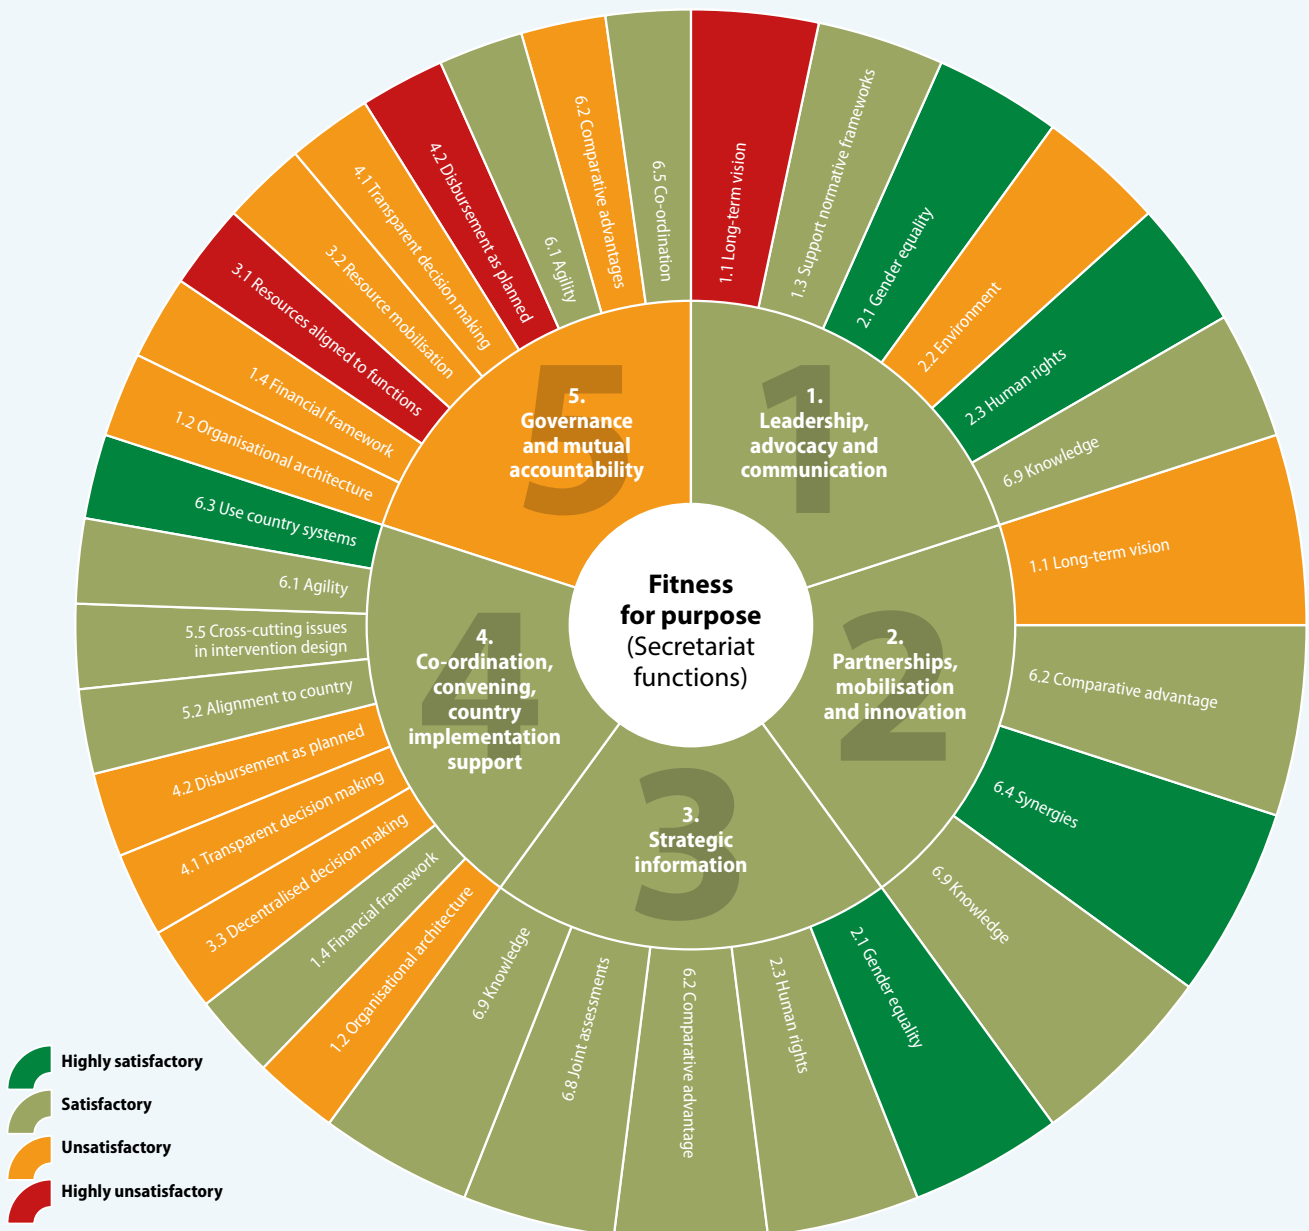 Fitness
for purpose
(Secretariat
functions)
1
1.
Leadership,
advocacy and
communication
1.1 Long-term vision
1.3 Support normative frameworks
2.1 Gender equality
2.2 Environment
2.3 Human rights
6.9 Knowledge
2
2.
Partnerships,
mobilisation
and innovation
1.1 Long-term vision
6.2 Comparative advantage
6.4 Synergies
6.9 Knowledge
3
3.
Strategic
information
2.1 Gender equality
2.3 Human rights
6.2 Comparative advantage
6.8 Joint assessments
6.9 Knowledge
4
4.
Co-ordination,
convening,
country
implementation
support
1.2 Organisational architecture
1.4 Financial framework
3.3 Decentralised decision making
4.1 Transparent decision making
4.2 Disbursement as planned
5.2 Alignment to country
5.5 Cross-cutting issues
in intervention design
6.1 Agility
6.3 Use country systems
5
5.
Governance
and mutual
accountability
1.2 Organisational architecture
1.4 Financial framework
3.1 Resources aligned to functions
3.2 Resource mobilisation
4.1 Transparent decision making
4.2 Disbursement as planned
6.1 Agility
6.2 Comparative advantages
6.5 Co-ordination
Highly satisfactory
Satisfactory
Unsatisfactory
Highly unsatisfactory